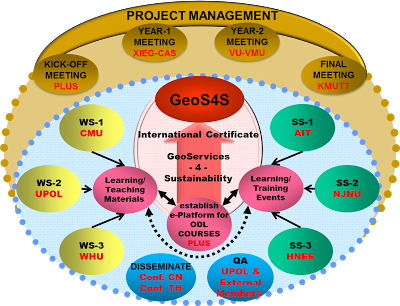 PROJECT MANAGEMENT
YEAR-1
MEETING
XIEG-CAS
YEAR-2
MEETING
VU-VMU
KICK-OFF
MEETING
PLUS
FINAL
MEETING
KMUTT
GeoS4S
WS-1
CMU
International Certificate
SS-1
AIT
GeoServices
- 4 -
Sustainability
WS-2
UPOL
Learning/
Teaching
Materials
Learning/
Training
Events
SS-2
NJNU
establish
e-Platform for
ODL
COURSES
PLUS
WS-3
WHU
SS-3
HNEE
DISSEMINATE
Conf. CN
Conf. TH
QA
UPOL &
External
Members